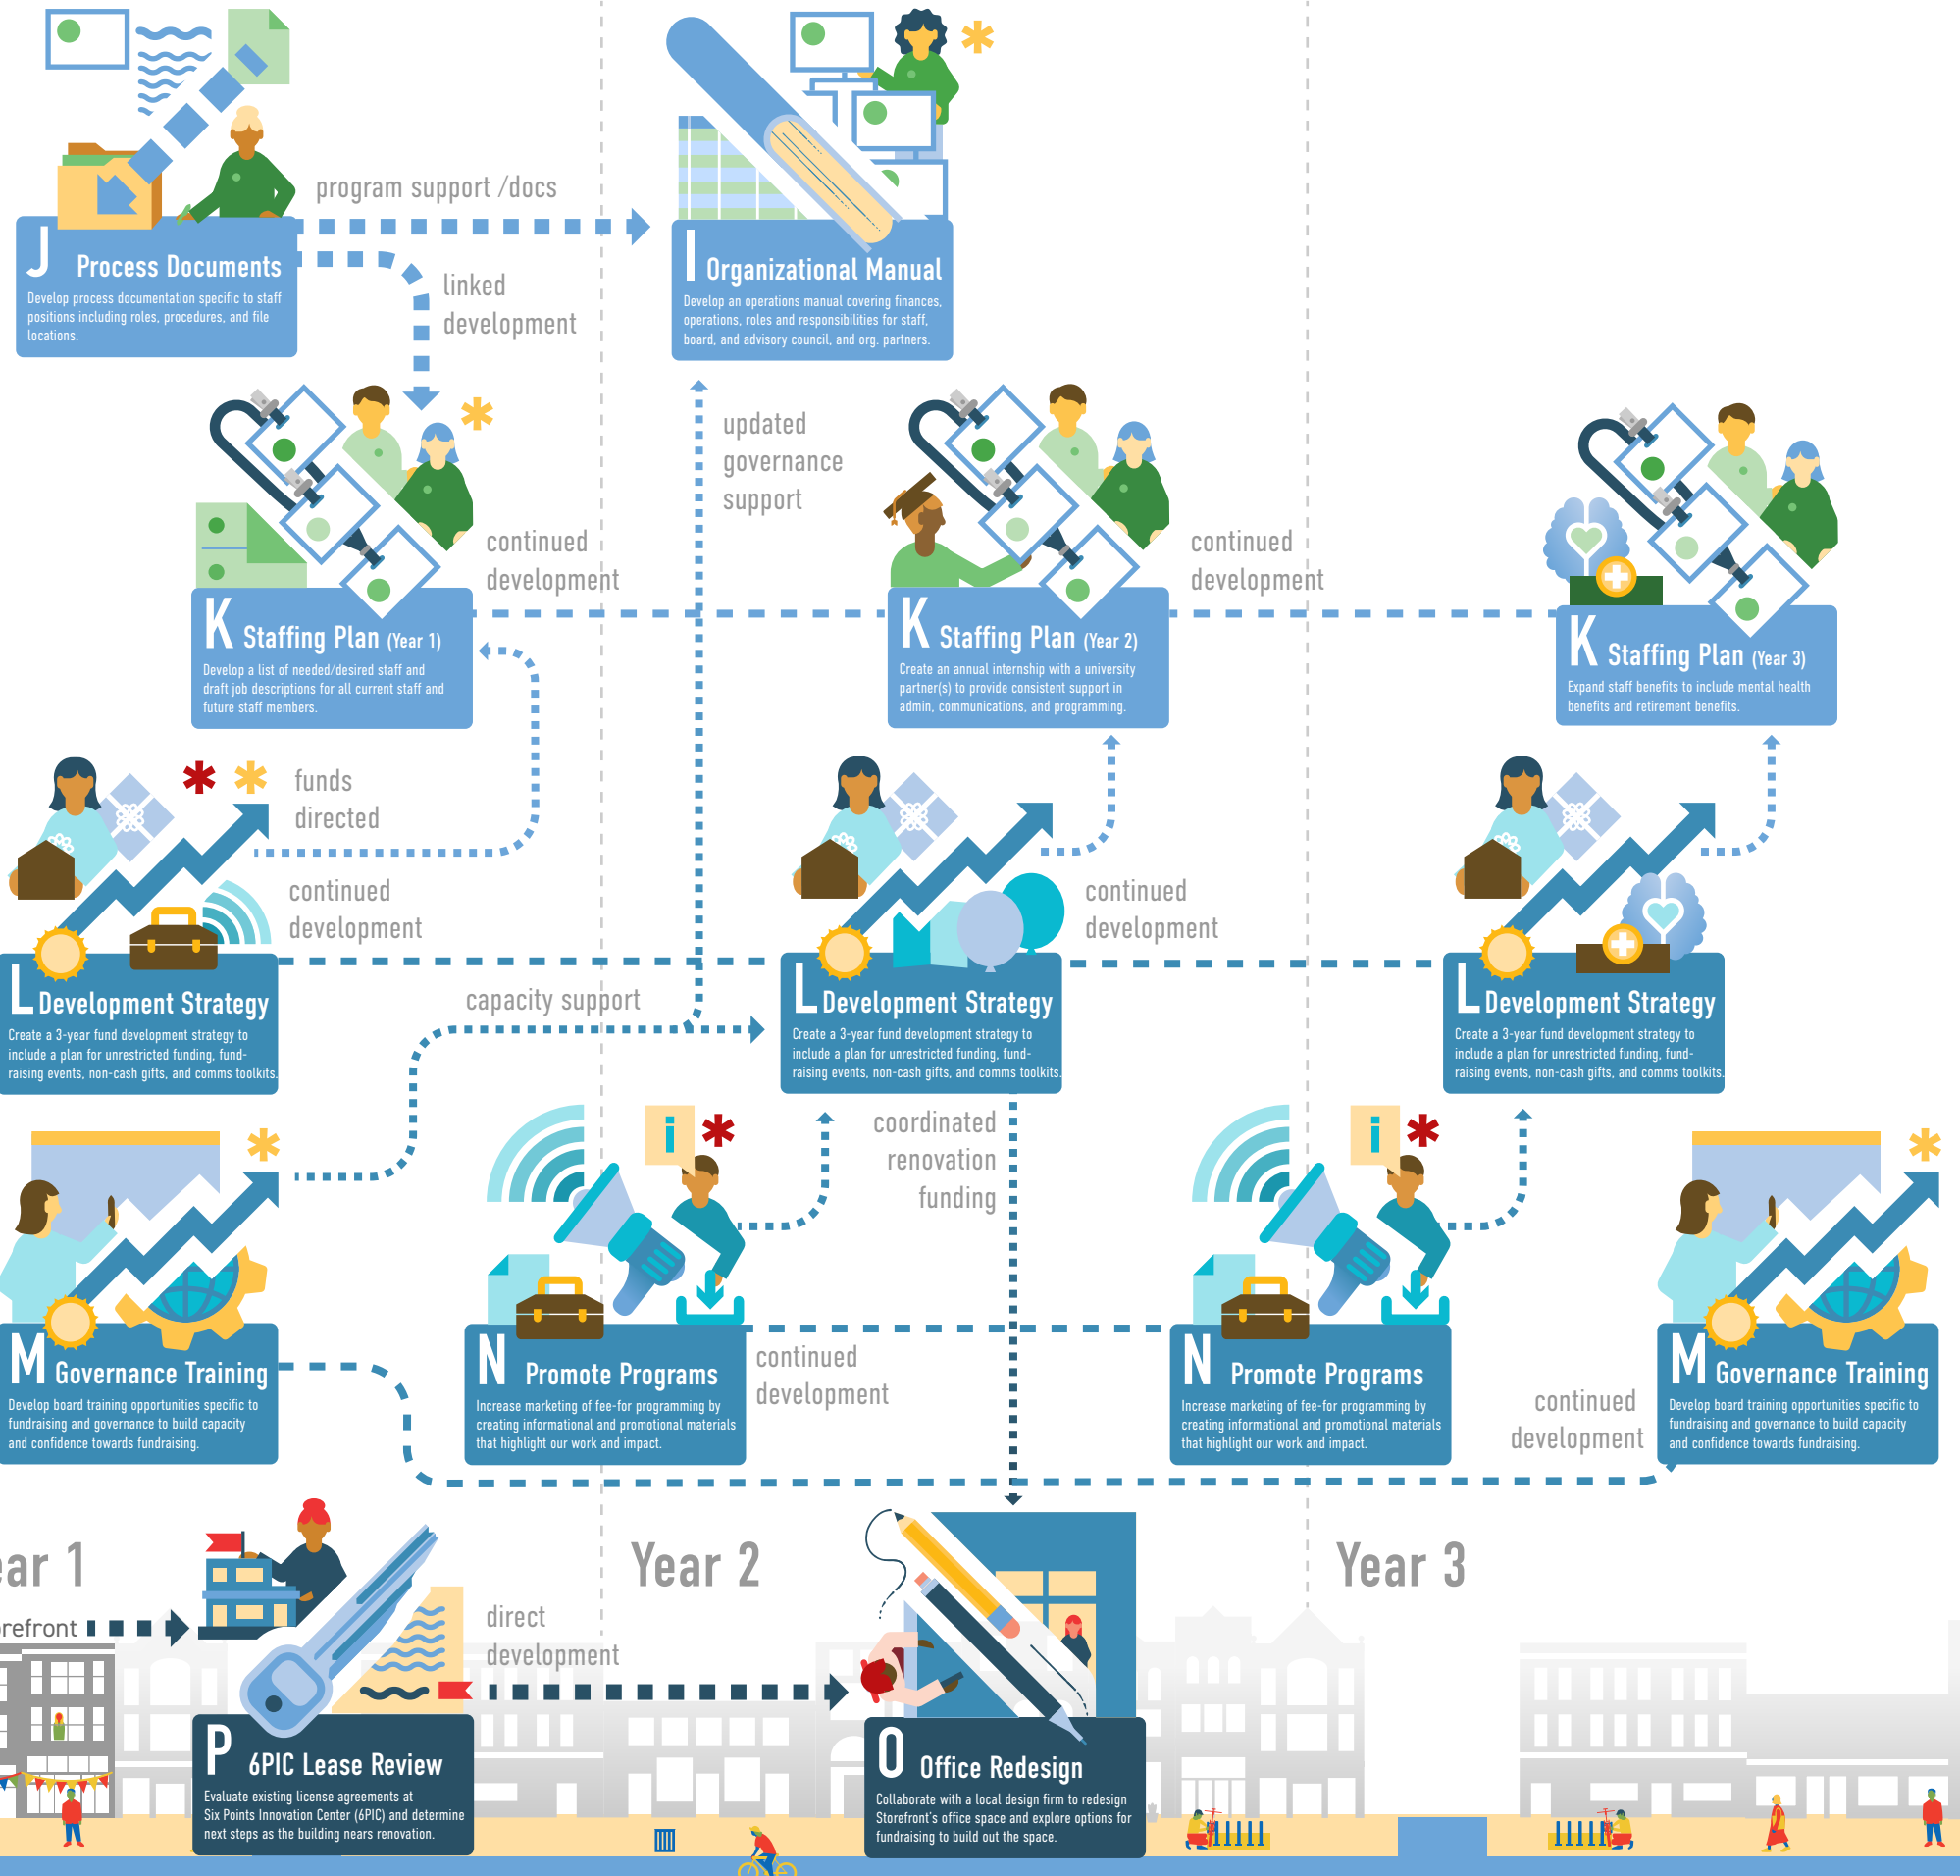 program support /docs
J Process Documents
Develop process documentation specific to staff
positions including roles, procedures, and file
locations.
linked
development
I Organizational Manual
Develop an operations manual covering finances,
operations, roles and responsibilities for staff,
board, and advisory council, and org. partners.
updated
governance
support
continued
development
continued
development
K Staffing Plan (Year 1)
Develop a list of needed/desired staff and
draft job descriptions for all current staff and
future staff members.
K Staffing Plan (Year 2)
Create an annual internship with a university
partner(s) to provide consistent support in
admin, communications, and programming.
K Staffing Plan (Year 3)
Expand staff benefits to include mental health
benefits and retirement benefits.
funds
directed
continued
development
continued
development
L Development Strategy
Create a 3-year fund development strategy to
include a plan for unrestricted funding, fund-
raising events, non-cash gifts, and comms toolkits.
capacity support
L Development Strategy
Create a 3-year fund development strategy to
include a plan for unrestricted funding, fund-
raising events, non-cash gifts, and comms toolkits.
L Development Strategy
Create a 3-year fund development strategy to
include a plan for unrestricted funding, fund-
raising events, non-cash gifts, and comms toolkits.
coordinated
renovation
funding
i
i
M Governance Training
Develop board training opportunities specific to
fundraising and governance to build capacity
and confidence towards fundraising.
N Promote Programs
Increase marketing of fee-for programming by
creating informational and promotional materials
that highlight our work and impact.
continued
development
N Promote Programs
Increase marketing of fee-for programming by
creating informational and promotional materials
that highlight our work and impact.
continued
development
M Governance Training
Develop board training opportunities specific to
fundraising and governance to build capacity
and confidence towards fundraising.
ear 1
Year 2
Year 3
refront
direct
development
P 6PIC Lease Review
Evaluate existing license agreements at
Six Points Innovation Center (6PIC) and determine
next steps as the building nears renovation.
O Office Redesign
Collaborate with a local design firm to redesign
Storefront's office space and explore options for
fundraising to build out the space.